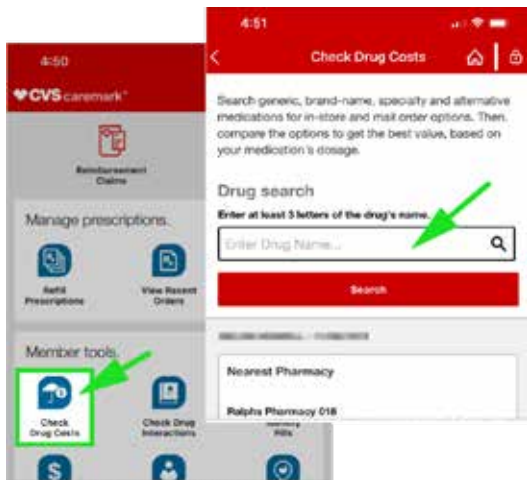 4:50
CVS caremark
Reimbursement
Claims
Manage prescriptions.
Refill
Prescriptions
View Recent
Orders
Member tools.
Check
Drug Costs
Check Drug
Interactions
Identify
Pills
4:51
Check Drug Costs
Search generic, brand-name, specialty and alternative
medications for in-store and mail order options. Then,
compare the options to get the best value, based on
your medication's dosage.
Drug search
Enter at least 3 letters of the drug's name.
Enter Drug Name...
Search
Nearest Pharmacy
Ralphs Pharmacy 018